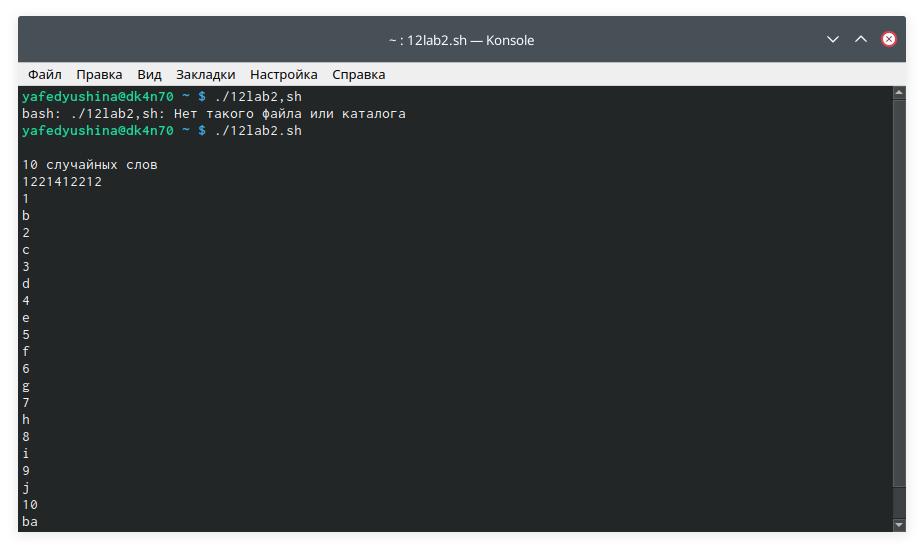 ~ : 12lab2.sh — Konsole
Файл Правка Вид Закладки Настройка Справка
yafedyushina@dk4n70 ~ $ ./12lab2,sh
bash: ./12lab2,sh: Нет такого файла или каталога
yafedyushina@dk4n70 ~ $ ./12lab2.sh
10 случайных слов
1221412212
1
b
2
c
3
d
4
e
5
f
6
g
7
h
8
i
9
j
10
ba